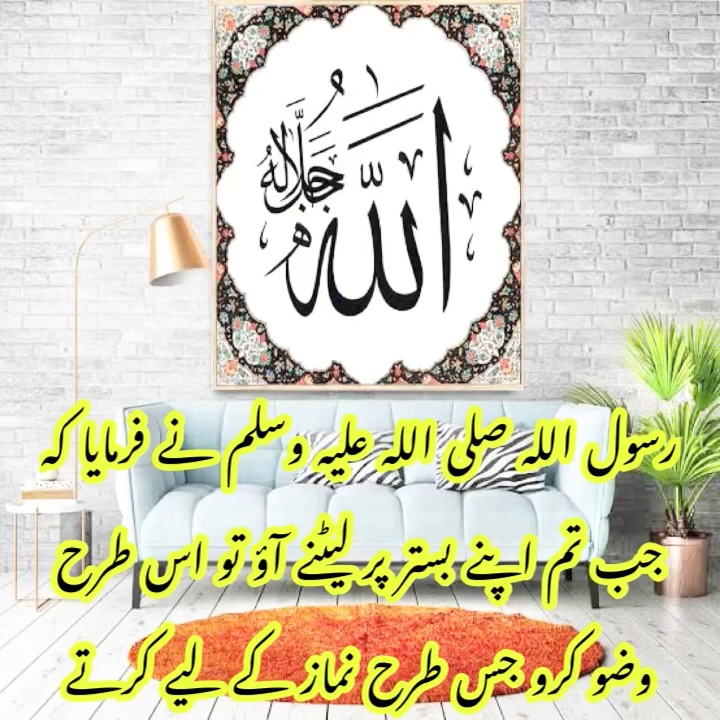 الله جل جلاله
رسول اللہ صلی اللہ علیہ وسلم نے فرمایا کہ
جب تم اپنے بستر پر لیٹنے آؤ تو اس طرح
وضو کرو جس طرح نماز کے لیے کرتے